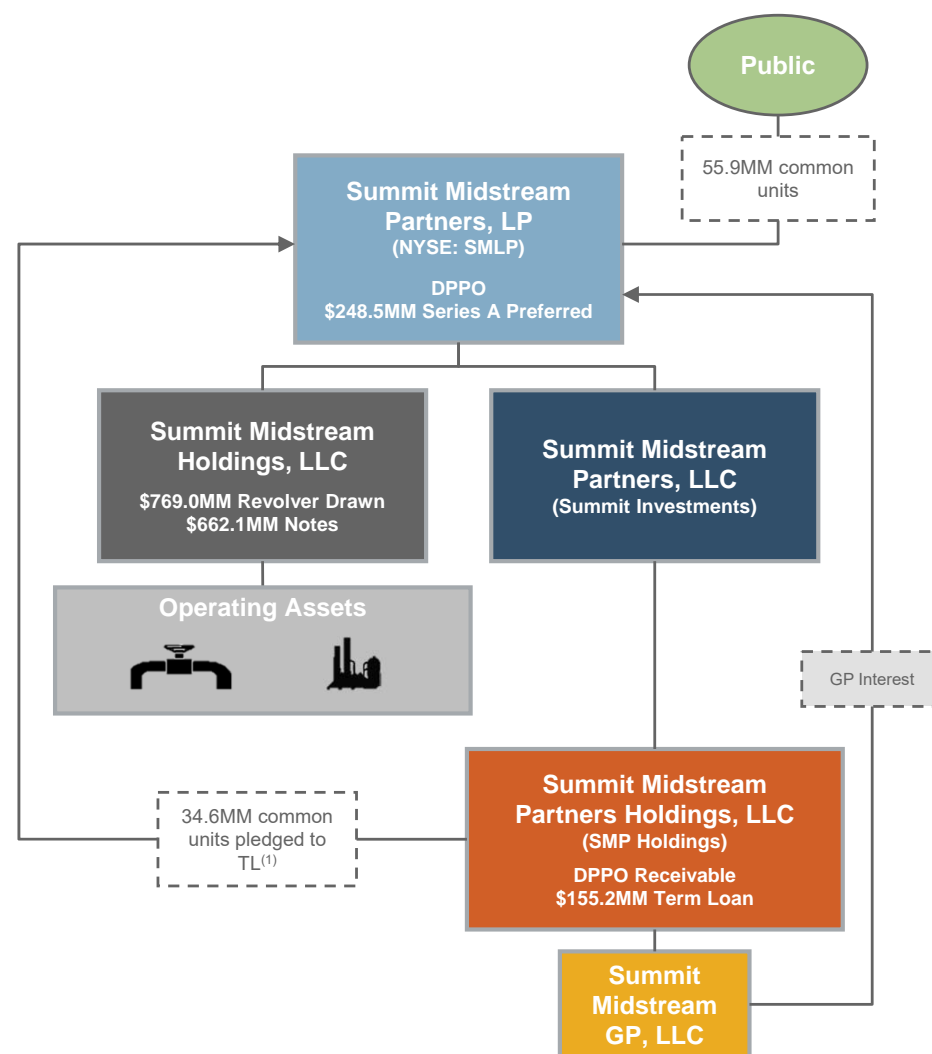 Public
55.9MM common
units
Summit Midstream
Partners, LP
(NYSE: SMLP)
DPPO
$248.5MM Series A Preferred
Summit Midstream
Holdings, LLC
$769.0MM Revolver Drawn
$662.1MM Notes
Summit Midstream
Partners, LLC
(Summit Investments)
Operating Assets
GP Interest
34.6MM common
units pledged to
TL(1)
Summit Midstream
Partners Holdings, LLC
(SMP Holdings)
DPPO Receivable
$155.2MM Term Loan
Summit
Midstream
GP, LLC